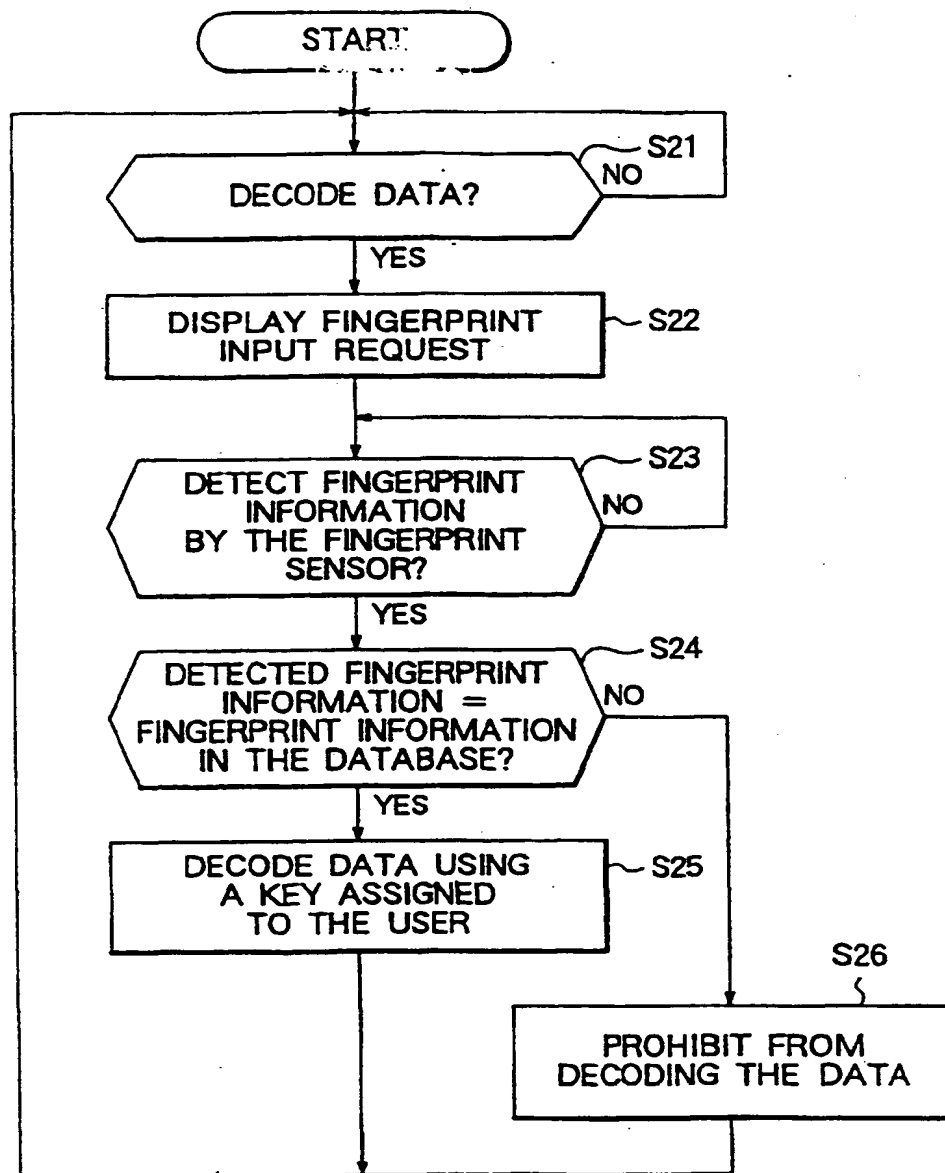 START
S21
NO
DECODE DATA?
YES
DISPLAY FINGERPRINT
INPUT REQUEST
S22
S23
DETECT FINGERPRINT
INFORMATION
BY THE FINGERPRINT
SENSOR?
NO
YES
S24
DETECTED FINGERPRINT
INFORMATION =
FINGERPRINT INFORMATION
IN THE DATABASE?
NO
YES
DECODE DATA USING
A KEY ASSIGNED
TO THE USER
S25
S26
PROHIBIT FROM
DECODING THE DATA